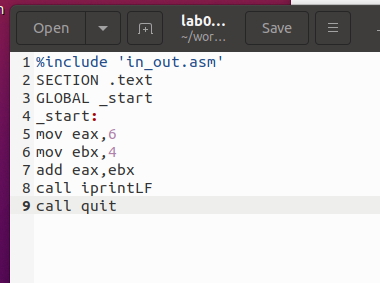 n
Open
lab0...
~/wor...
Save
1 %include 'in_out.asm'
2 SECTION .text
3 GLOBAL _start
4 _start:
5 mov eax,6
6 mov ebx,4
7 add eax,ebx
8 call iprintLF
9 call quit